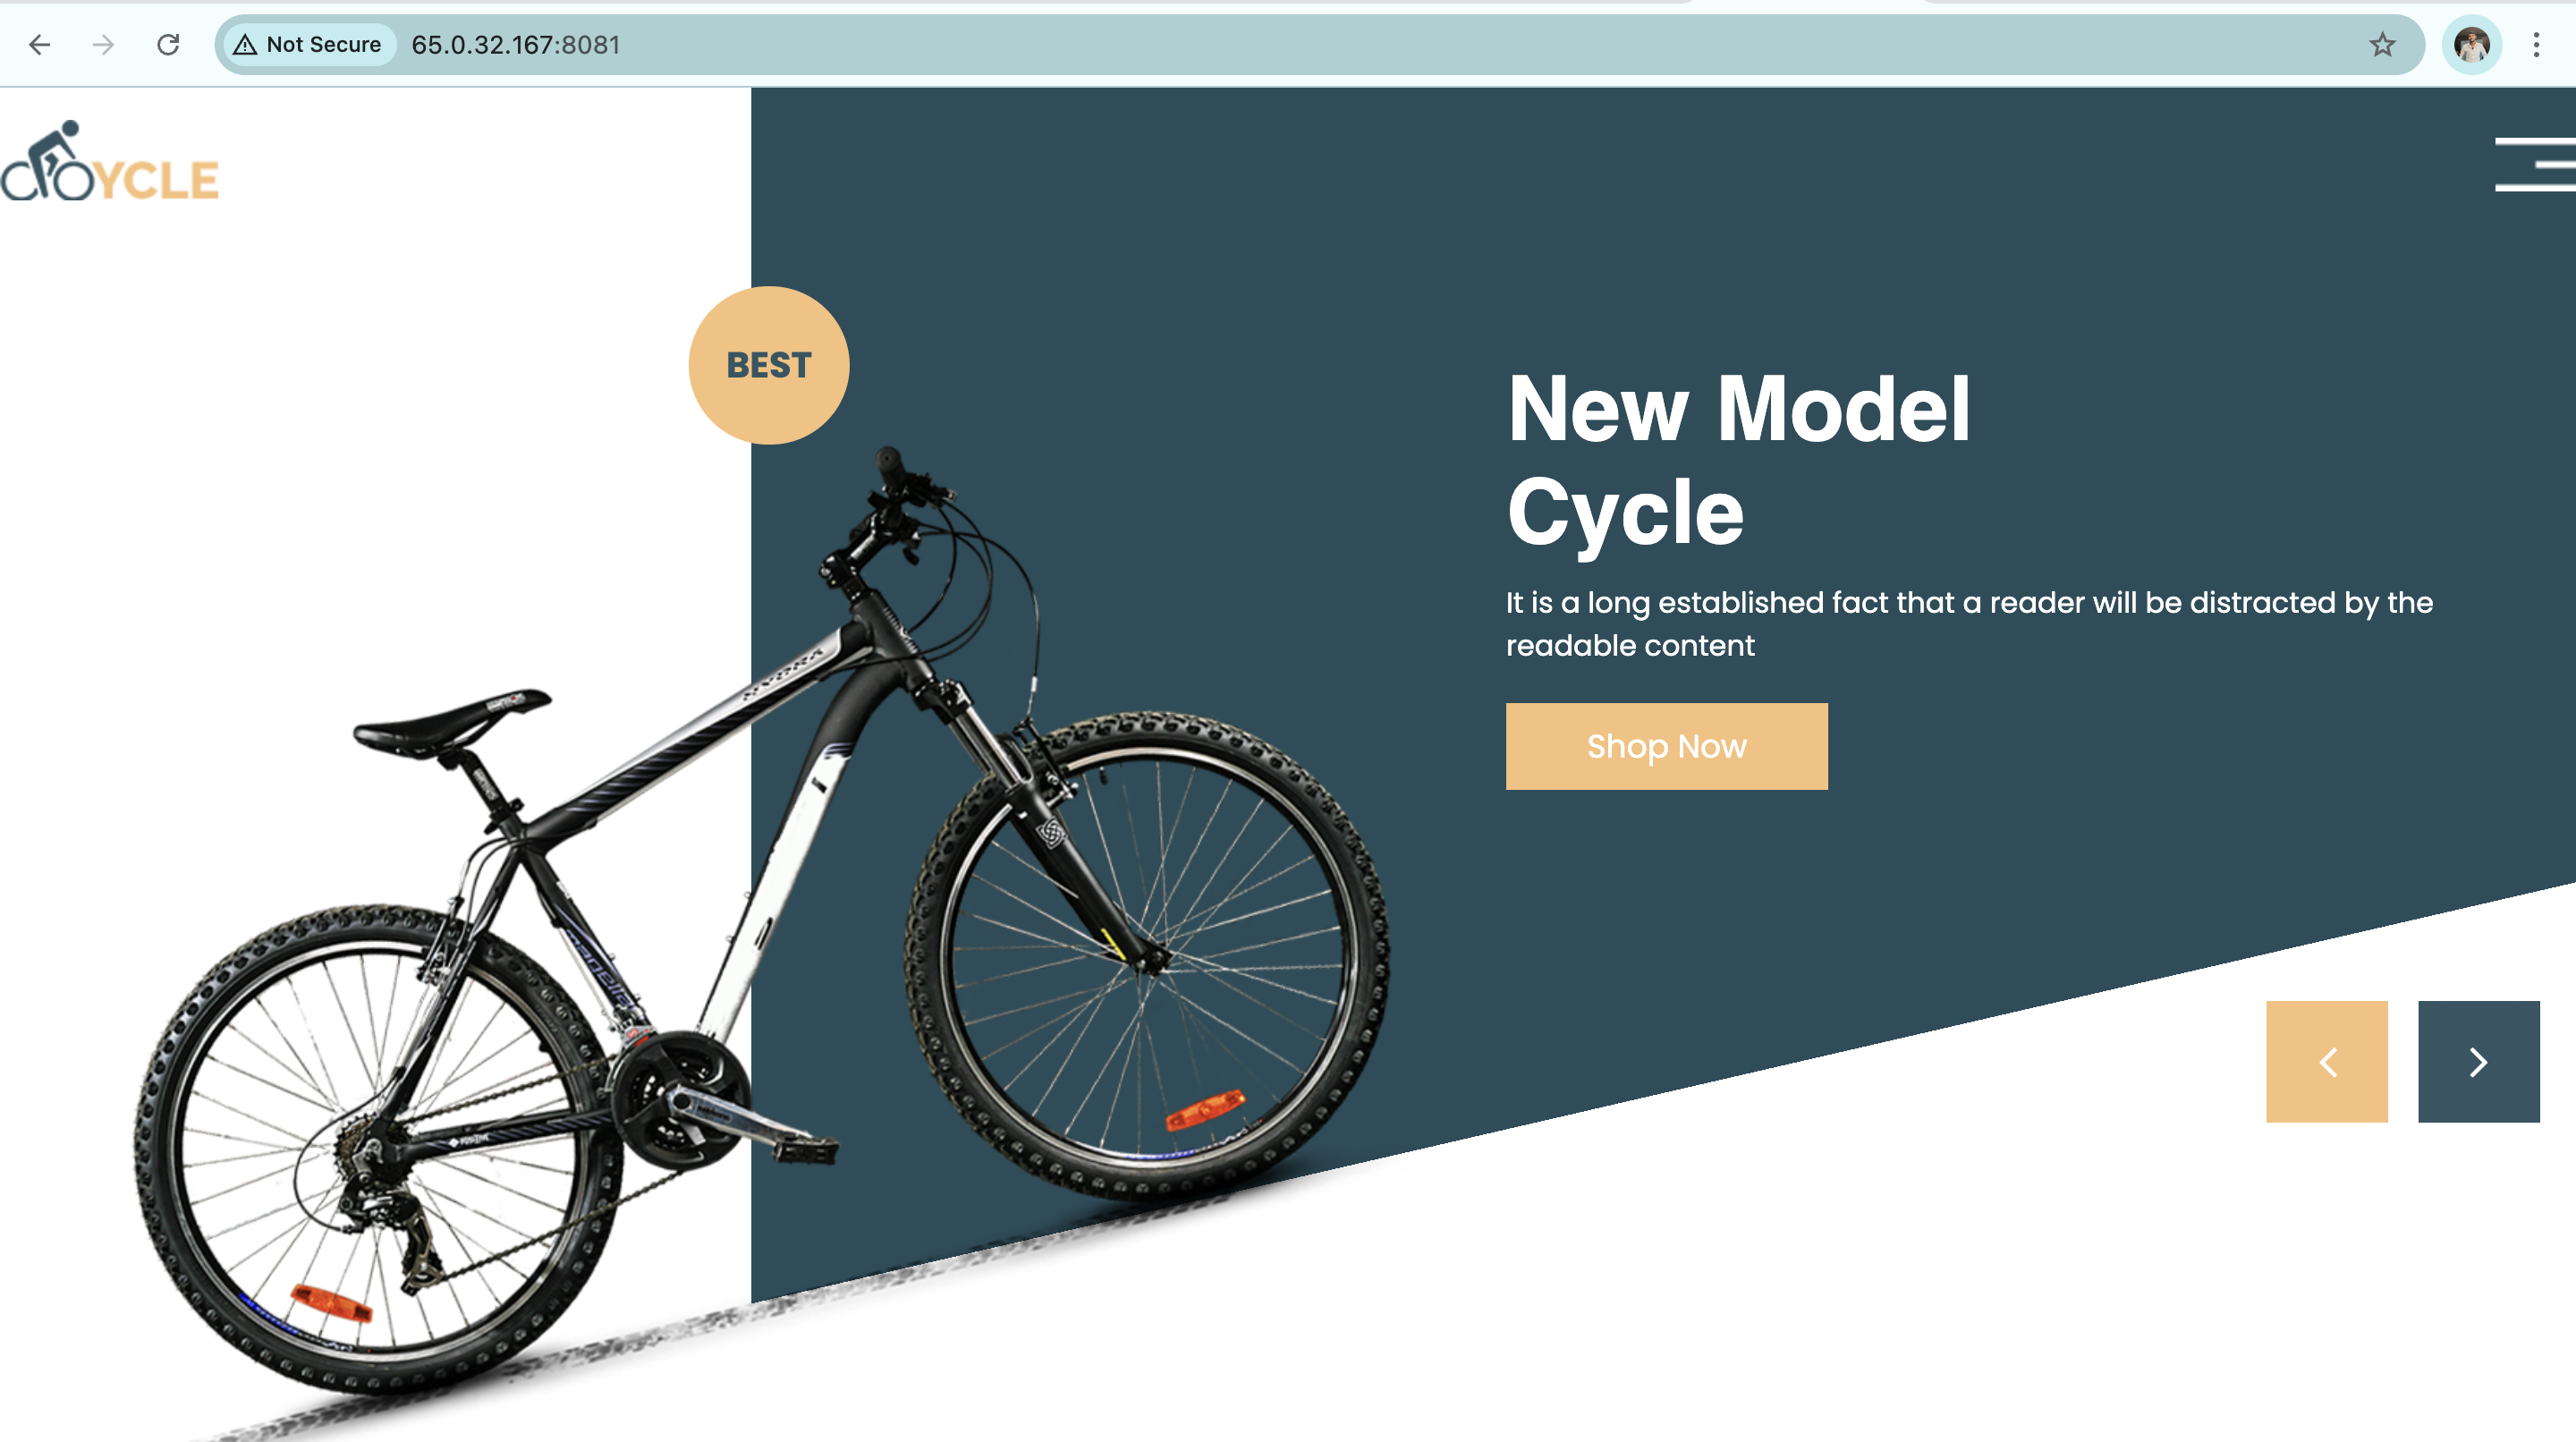 Not Secure 65.0.32.167:8081
YCLE
BEST
New Model
Cycle
It is a long established fact that a reader will be distracted by the
readable content
Shop Now